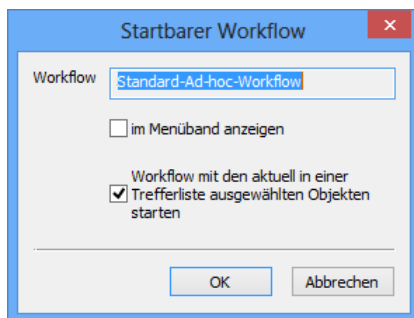 Startbarer Workflow
Workflow
Standard-Ad-hoc-Workflow
im Menüband anzeigen
Workflow mit den aktuell in einer
Trefferliste ausgewählten Objekten
starten
OK
Abbrechen